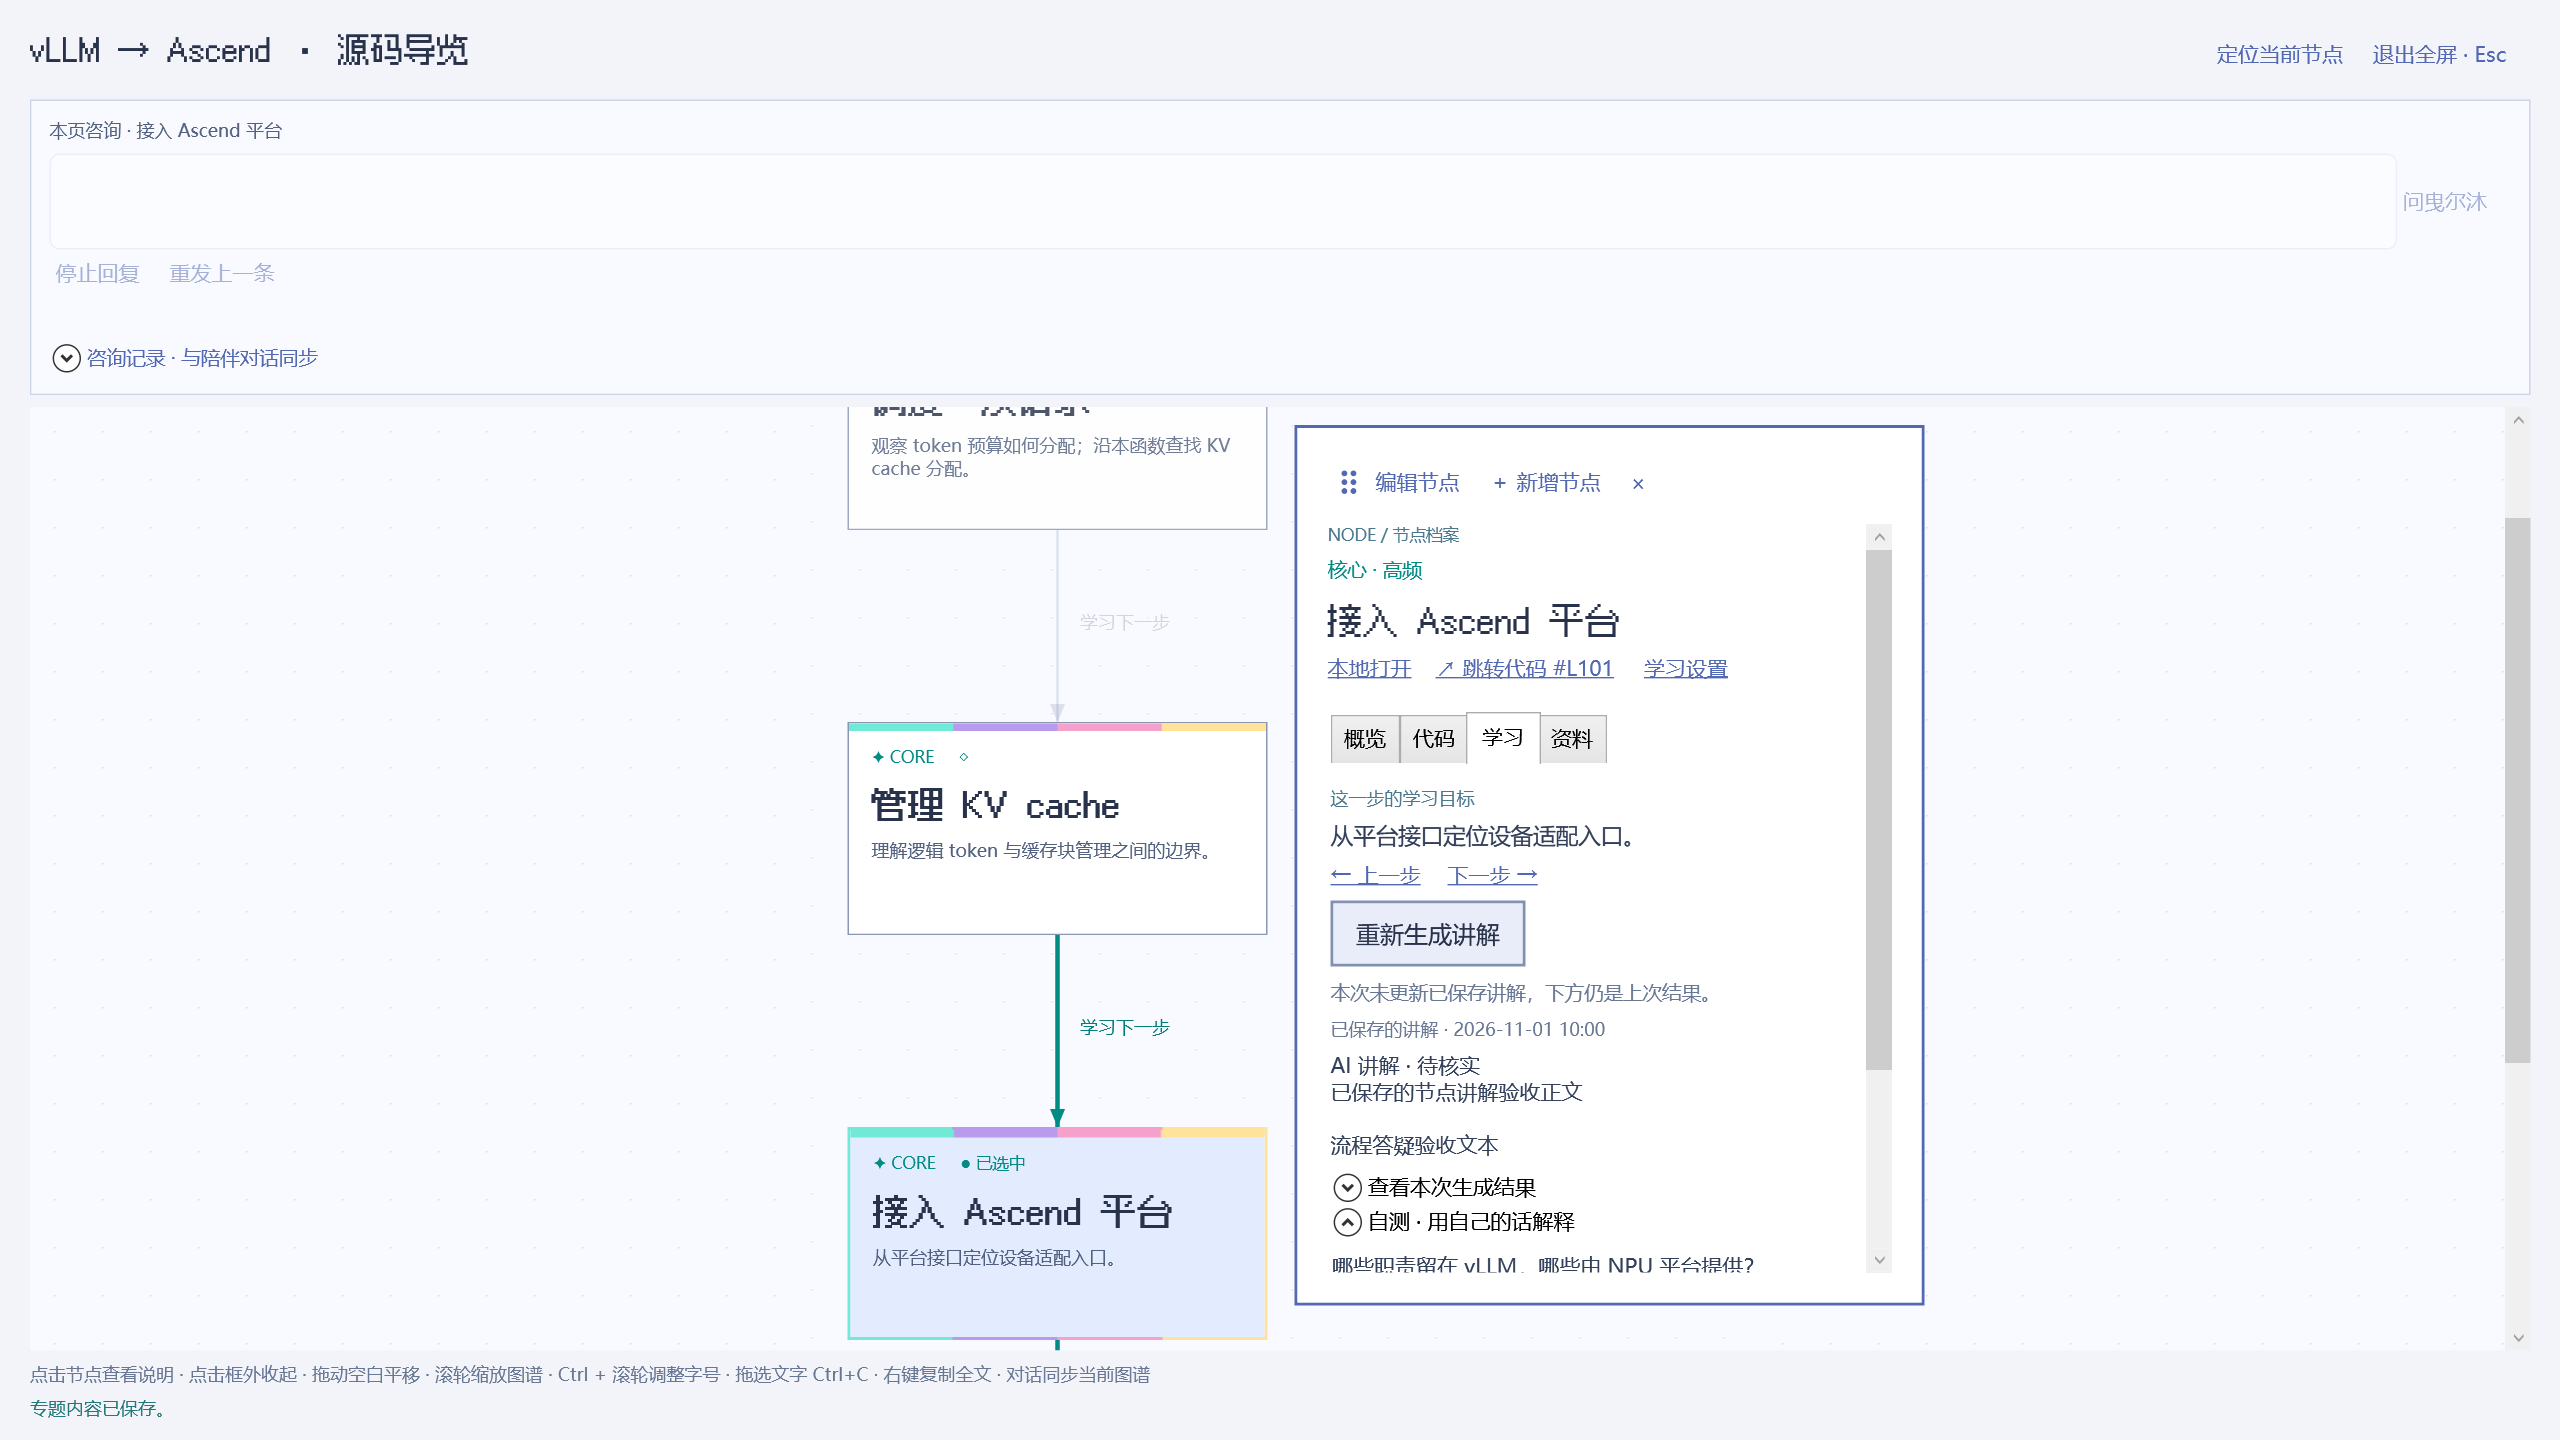 vLLM → Ascend · 源码导览
定位当前节点 退出全屏 · Esc
本页咨询 · 接入 Ascend 平台
问曳尔沐
停止回复 重发上一条
咨询记录 · 与陪伴对话同步
观察 token 预算如何分配；沿本函数查找 KV
cache 分配。
学习下一步
✦ CORE ◇
管理 KV cache
理解逻辑 token 与缓存块管理之间的边界。
学习下一步
✦ CORE ● 已选中
接入 Ascend 平台
从平台接口定位设备适配入口。
编辑节点 + 新增节点 ×
NODE / 节点档案
核心 · 高频
接入 Ascend 平台
本地打开 ↗ 跳转代码 #L101 学习设置
概览 代码 学习 资料
这一步的学习目标
从平台接口定位设备适配入口。
← 上一步 下一步 →
重新生成讲解
本次未更新已保存讲解，下方仍是上次结果。
已保存的讲解 · 2026-11-01 10:00
AI 讲解 · 待核实
已保存的节点讲解验收正文
流程答疑验收文本
查看本次生成结果
自测 · 用自己的话解释
哪些职责留在 vLLM，哪些由 NPU 平台提供？
点击节点查看说明 · 点击框外收起 · 拖动空白平移 · 滚轮缩放图谱 · Ctrl + 滚轮调整字号 · 拖选文字 Ctrl+C · 右键复制全文 · 对话同步当前图谱
专题内容已保存。